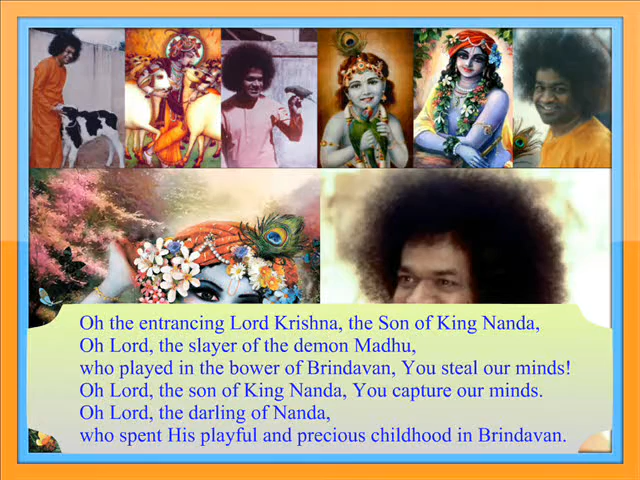 Oh the entrancing Lord Krishna, the Son of King Nanda,
Oh Lord, the slayer of the demon Madhu,
who played in the bower of Brindavan, You steal our minds!
Oh Lord, the son of King Nanda, You capture our minds.
Oh Lord, the darling of Nanda,
who spent His playful and precious childhood in Brindavan.